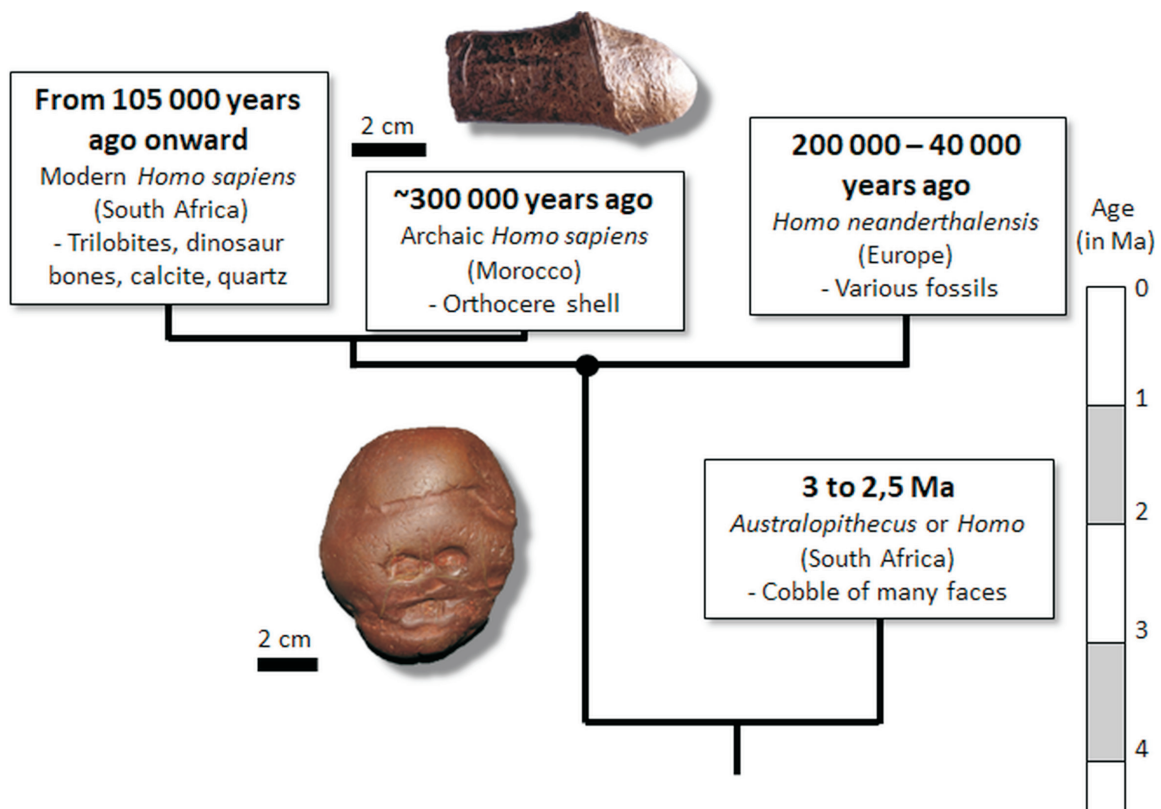 From 105 000 years
ago onward
Modern Homo sapiens
(South Africa)
- Trilobites, dinosaur
bones, calcite, quartz
2 cm
~300 000 years ago
Archaic Homo sapiens
(Morocco)
- Orthocere shell
200 000 – 40 000
years ago
Homo neanderthalensis
(Europe)
- Various fossils
Age
(in Ma)
0
1
2
3
4
3 to 2,5 Ma
Australopithecus or Homo
(South Africa)
- Cobble of many faces
2 cm